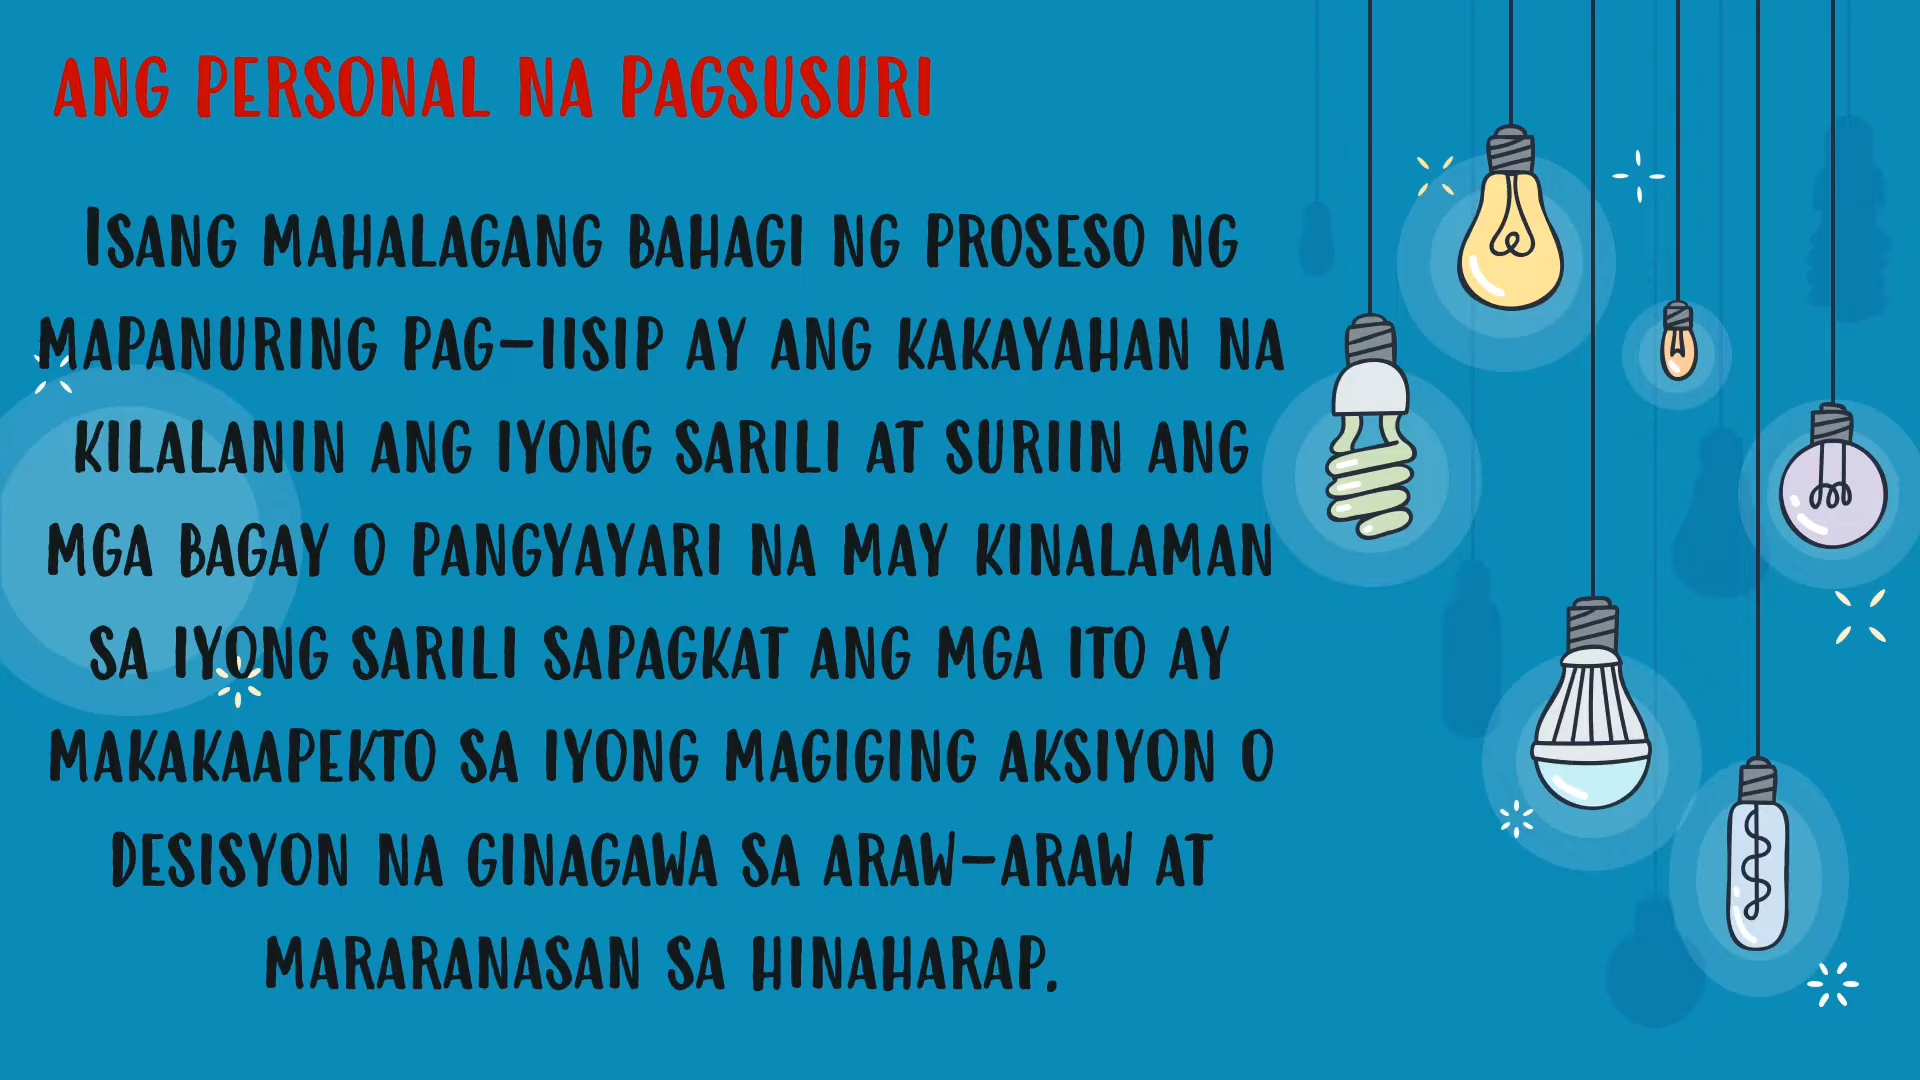 ANG PERSONAL NA PAGSUSURI
ISANG MAHALAGANG BAHAGI NG PROSESO NG
MAPANURING PAG-IISIP AY ANG KAKAYAHAN NA
KILALANIN ANG IYONG SARILI AT SURIIN ANG
MGA BAGAY O PANGYAYARI NA MAY KINALAMAN
SA IYONG SARILI SAPAGKAT ANG MGA ITO AY
MAKAKAAPEKTO SA IYONG MAGIGING AKSIYON O
DESISYON NA GINAGAWA SA ARAW-ARAW AT
MARARANASAN SA HINAHARAP.